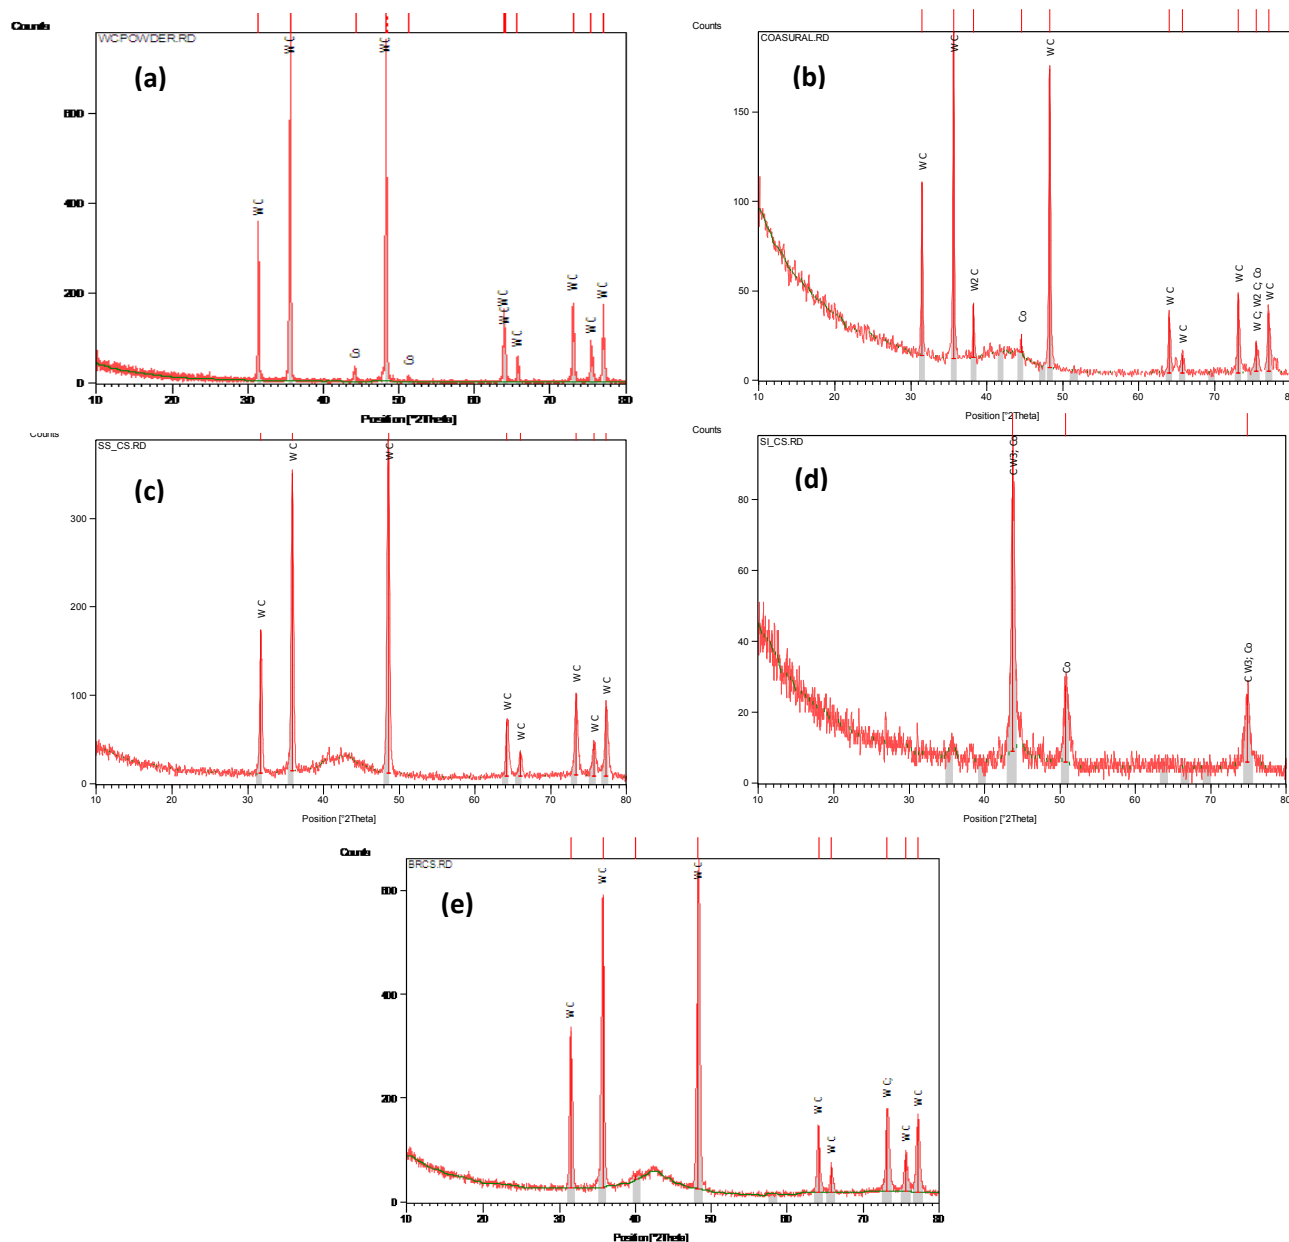 Counts
WCPOWDER.RD
(a)
W C
W C
W C
Co
Co
W C
W C
W C
W C
W C
W C
600
400
200
0
10 20 30 40 50 60 70 80
Position [°2Theta]
Counts
COASURAL.RD
(b)
W C
W C
W2 C
Co
W C
W C
W C
W C
W C; W2 C; Co
W C
150
100
50
0
10 20 30 40 50 60 70 80
Position [°2Theta]
Counts
SS_CS.RD
(c)
W C
W C
W C
W C
W C
W C
W C
W C
300
200
100
0
10 20 30 40 50 60 70 80
Position [°2Theta]
Counts
SI_CS.RD
(d)
C W3; Co
Co
C W3; Co
80
60
40
20
0
10 20 30 40 50 60 70 80
Position [°2Theta]
Counts
BRCS.RD
(e)
W C
W C
W C
W C
W C
W C;
W C
W C
600
400
200
0
10 20 30 40 50 60 70 80
Position [°2Theta]